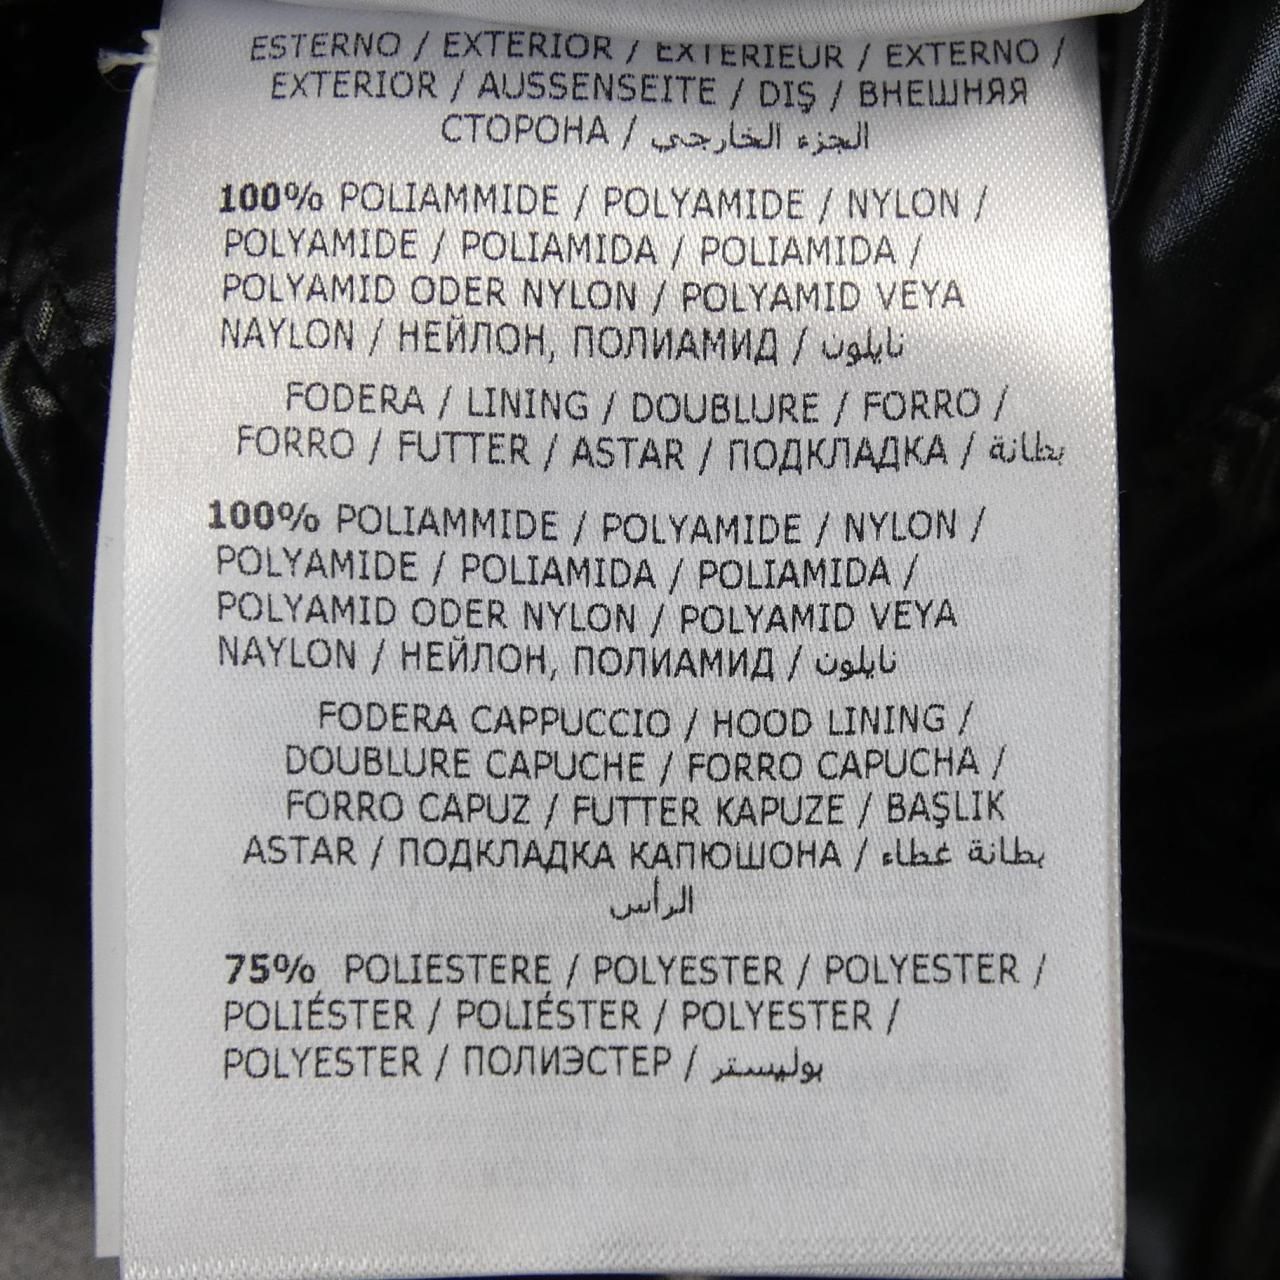 ESTERNO / EXTERIOR / EXTERIEUR / EXTERNO /
EXTERIOR / AUSSENSEITE / DIŞ / ВНЕШНЯЯ
СТОРОНА / الجزء الخارجي
100% POLIAMMIDE / POLYAMIDE / NYLON /
POLYAMIDE / POLIAMIDA / POLIAMIDA /
POLYAMID ODER NYLON / POLYAMID VEYA
NAYLON / НЕЙЛОН, ПОЛИАМИД / نايلون
FODERA / LINING / DOUBLURE / FORRO /
FORRO / FUTTER / ASTAR / ПОДКЛАДКА / بطانة
100% POLIAMMIDE / POLYAMIDE / NYLON /
POLYAMIDE / POLIAMIDA / POLIAMIDA /
POLYAMID ODER NYLON / POLYAMID VEYA
NAYLON / НЕЙЛОН, ПОЛИАМИД / نايلون
FODERA CAPPUCCIO / HOOD LINING /
DOUBLURE CAPUCHE / FORRO CAPUCHA /
FORRO CAPUZ / FUTTER KAPUZE / BAŞLIK
ASTAR / ПОДКЛАДКА КАПЮШОНА / بطانة غطاء
الرأس
75% POLIESTERE / POLYESTER / POLYESTER /
POLIÉSTER / POLIÉSTER / POLYESTER /
POLYESTER / ПОЛИЭСТЕР / بوليستر